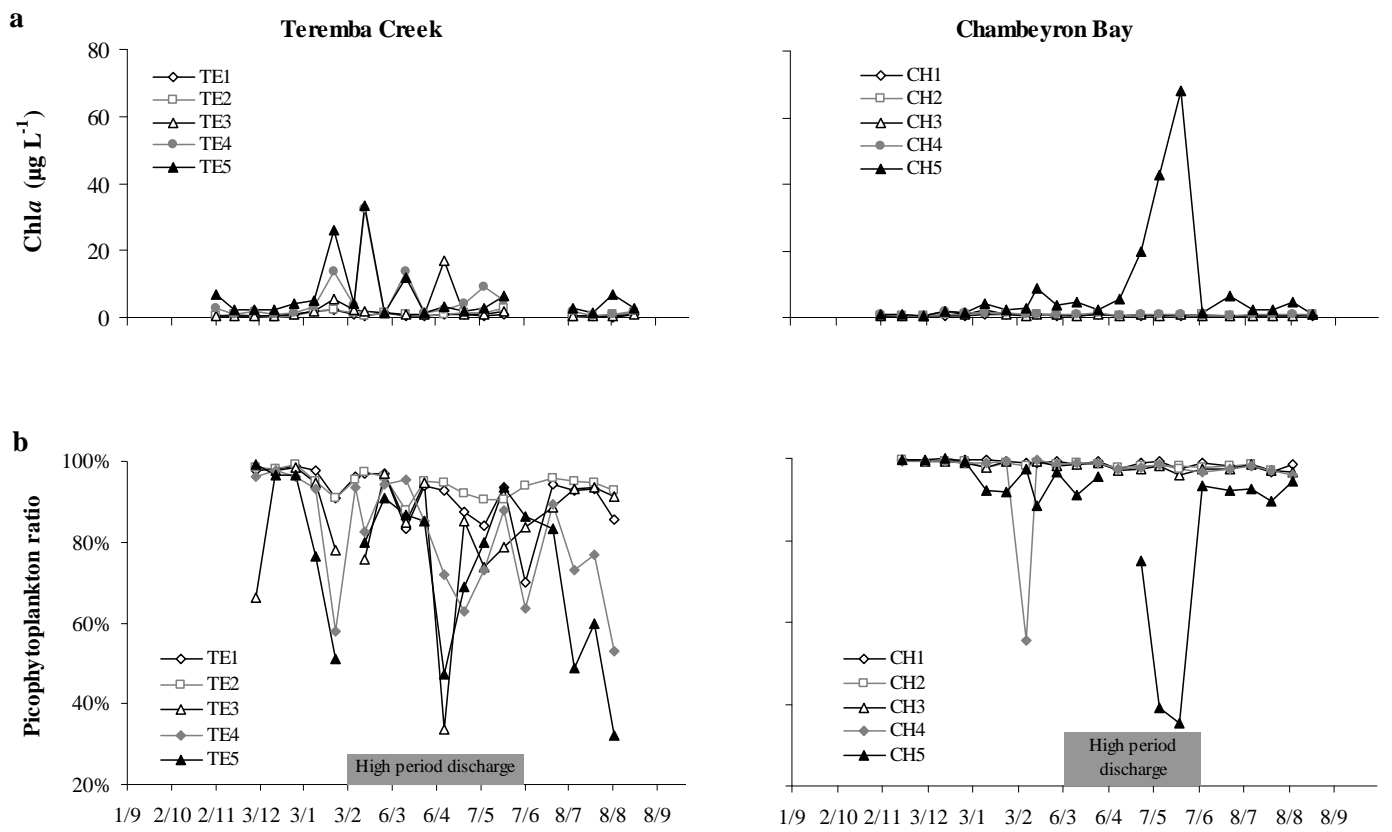 a
Teremba Creek
Chambeyron Bay
80
60
40
20
0
Chla (µg L-1)
TE1
TE2
TE3
TE4
TE5
CH1
CH2
CH3
CH4
CH5
b
100%
80%
60%
40%
20%
Picophytoplankton ratio
TE1
TE2
TE3
TE4
TE5
High period discharge
CH1
CH2
CH3
CH4
CH5
High period
discharge
1/9 2/10 2/11 3/12 3/1 3/2 6/3 6/4 7/5 7/6 8/7 8/8 8/9
1/9 2/10 2/11 3/12 3/1 3/2 6/3 6/4 7/5 7/6 8/7 8/8 8/9